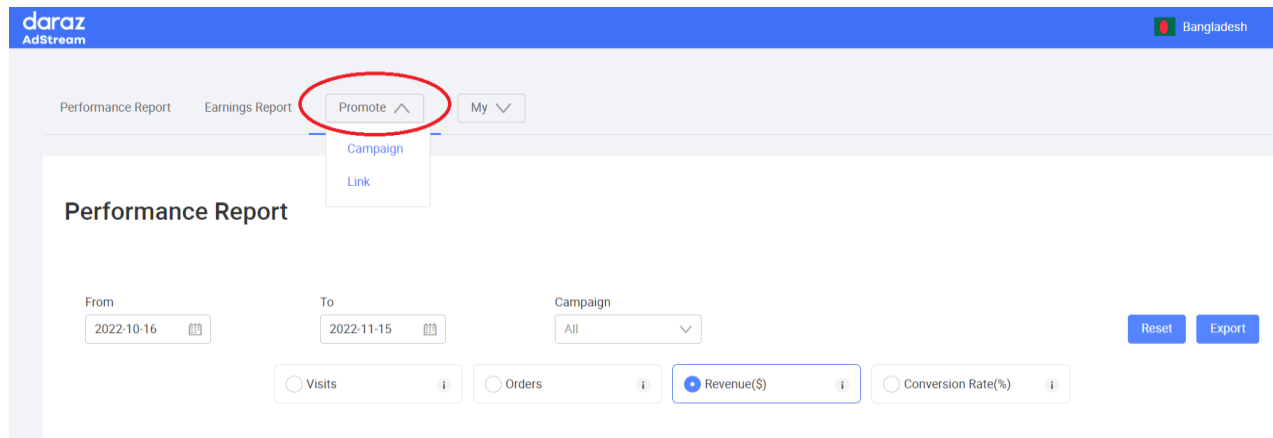 daraz
AdStream
Bangladesh
Performance Report Earnings Report Promote My
Campaign
Link
Performance Report
From To Campaign
2022-10-16 2022-11-15 All Reset Export
Visits i Orders i Revenue($) i Conversion Rate(%) i